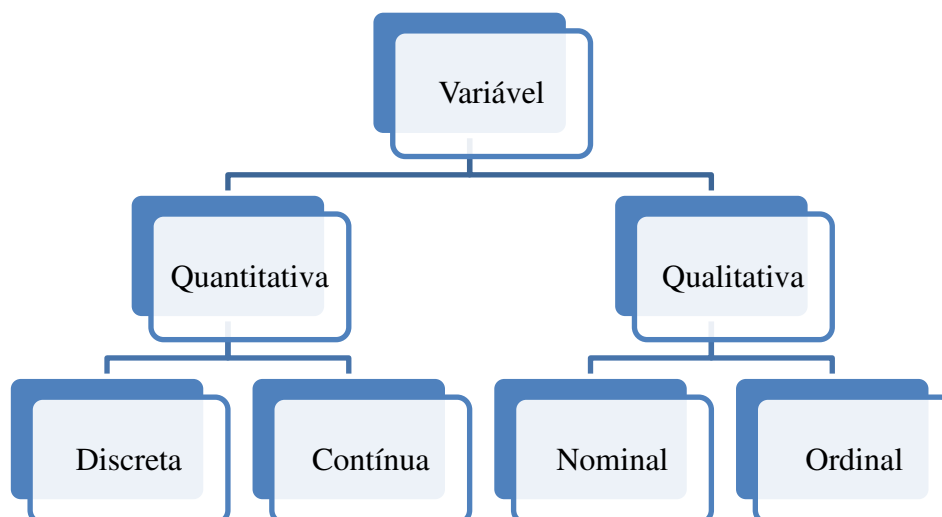 Variável
Quantitativa
Qualitativa
Discreta
Contínua
Nominal
Ordinal